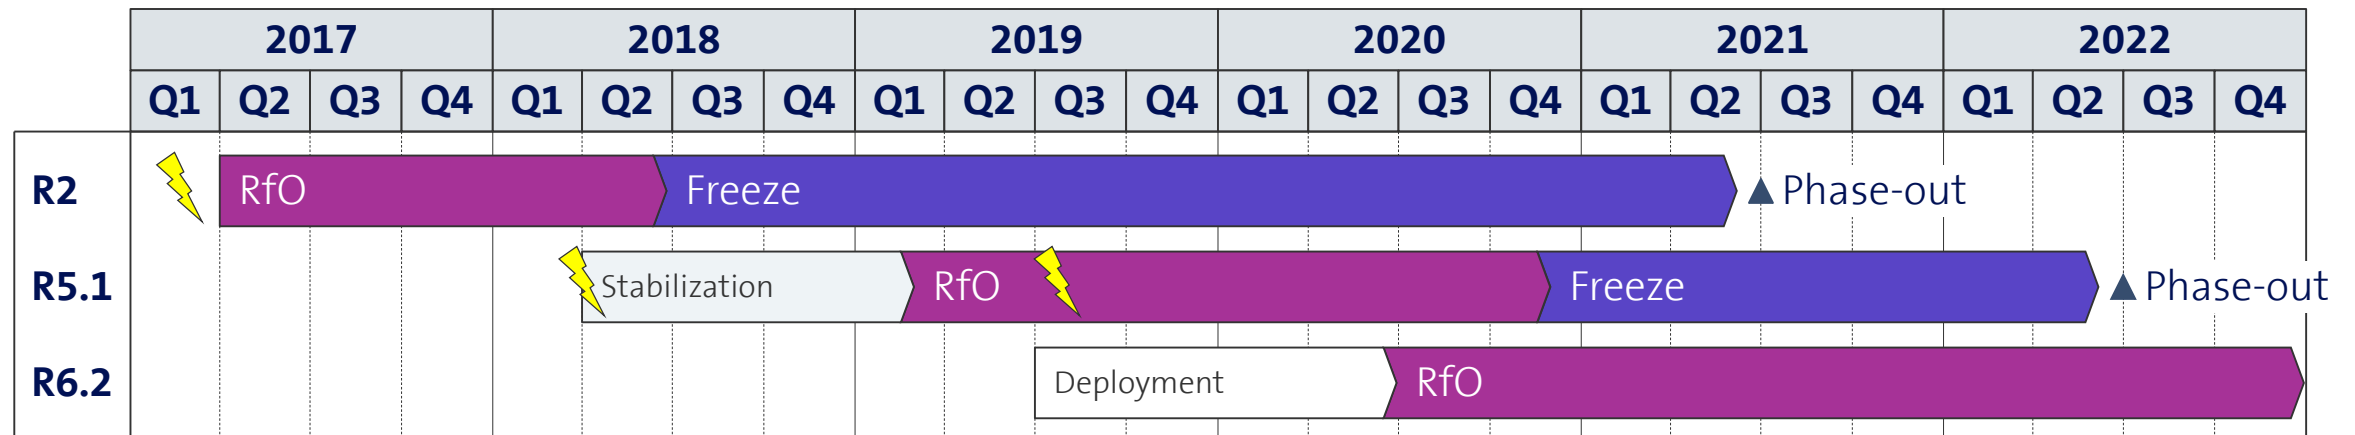 2017 2018 2019 2020 2021 2022
Q1 Q2 Q3 Q4 Q1 Q2 Q3 Q4 Q1 Q2 Q3 Q4 Q1 Q2 Q3 Q4 Q1 Q2 Q3 Q4 Q1 Q2 Q3 Q4
R2 RfO Freeze Phase-out
R5.1 Stabilization RfO Freeze Phase-out
R6.2 Deployment RfO